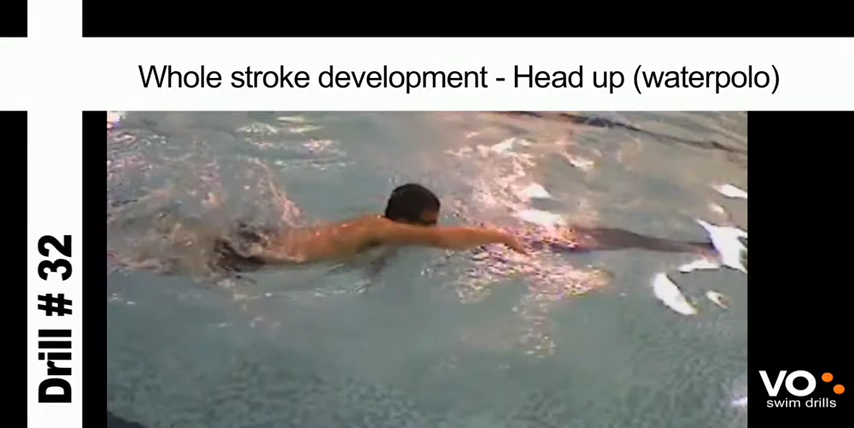 Whole stroke development - Head up (waterpolo)
Drill # 32
VO
swim drills